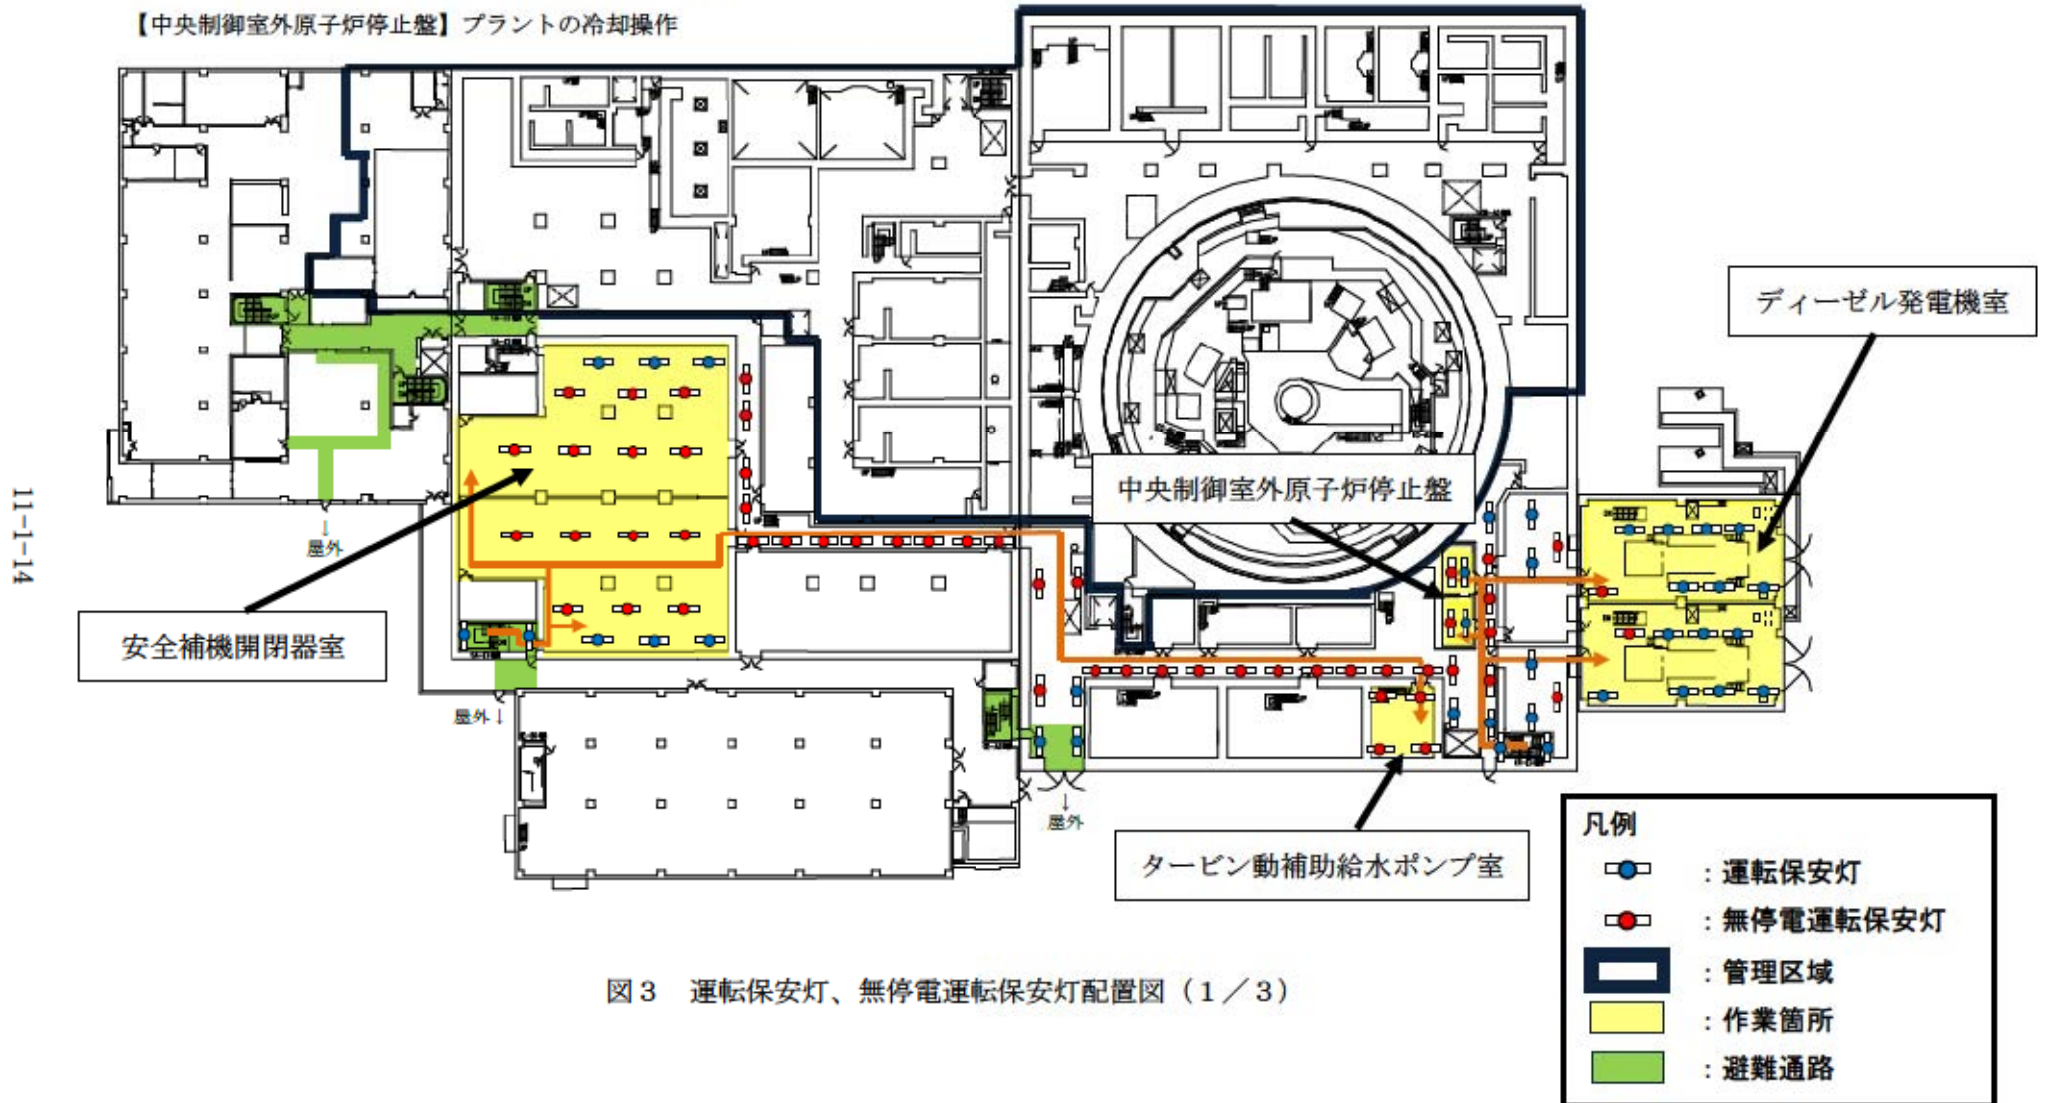 【中央制御室外原子炉停止盤】プラントの冷却操作
ディーゼル発電機室
中央制御室外原子炉停止盤
↓
屋外
安全補機開閉器室
屋外↓
↓
屋外
タービン動補助給水ポンプ室
凡例
：運転保安灯
：無停電運転保安灯
：管理区域
：作業箇所
：避難通路
図３　運転保安灯、無停電運転保安灯配置図（１／３）
11-1-14